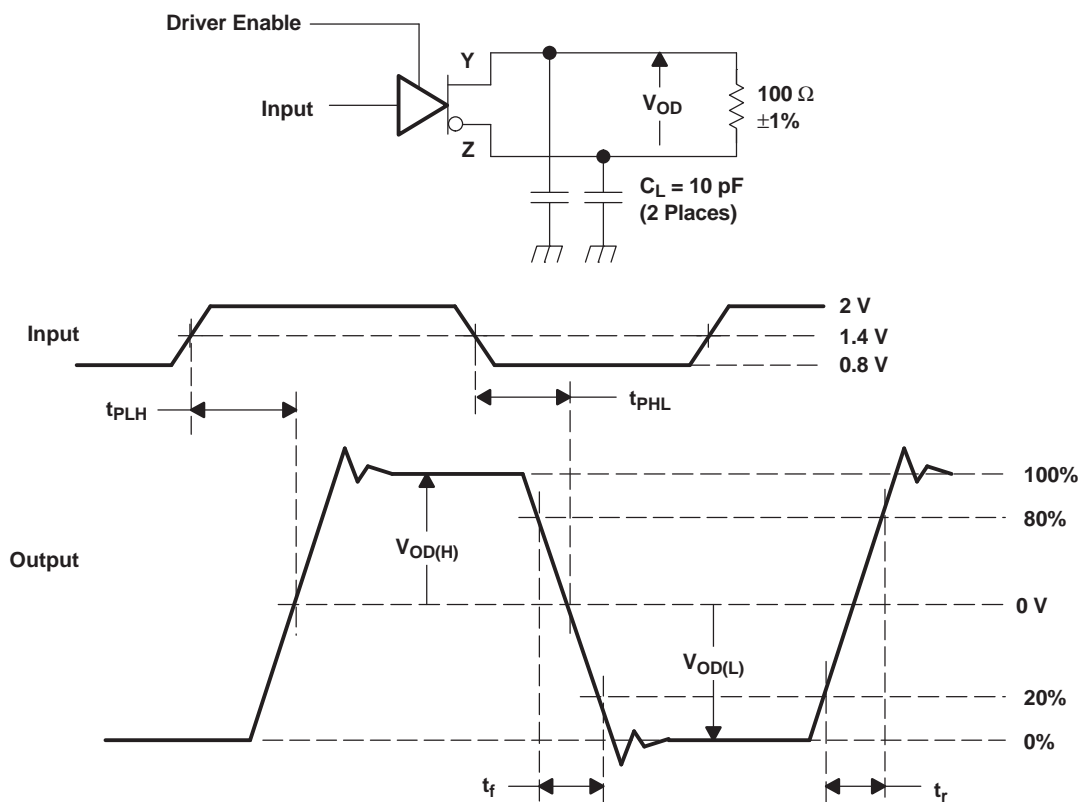 Driver Enable
Y
Input
VOD
100 Ω
±1%
Z
CL = 10 pF
(2 Places)
2 V
Input
1.4 V
0.8 V
tPLH
tPHL
100%
80%
VOD(H)
Output
0 V
VOD(L)
20%
0%
tf
tr